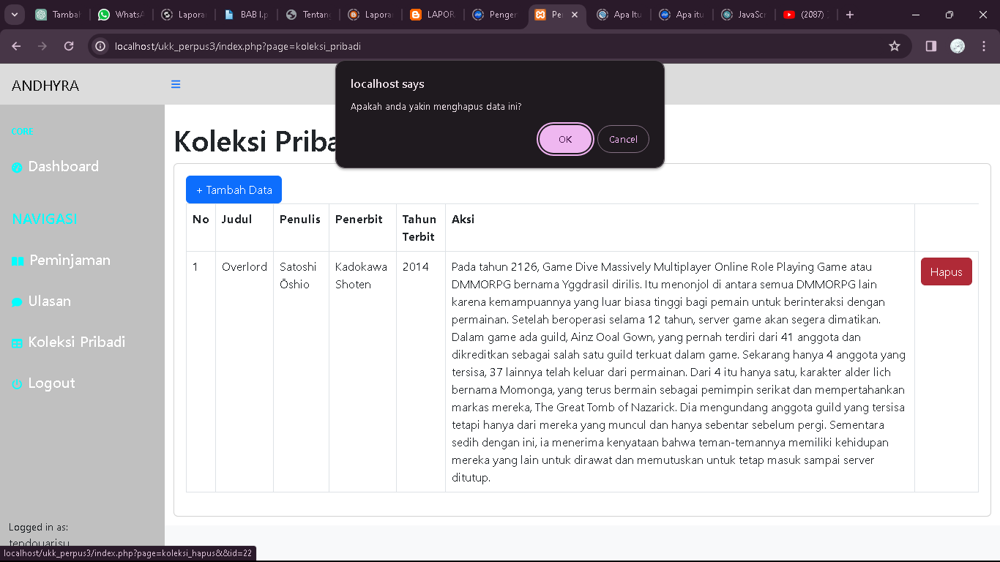 Tambah
WhatsA
Lapora
BAB I.p
Tentang
Lapora
LAPOR
Penger
Pe
Apa Itu
Apa itu
JavaScr
(2087)
localhost/ukk_perpus3/index.php?page=koleksi_pribadi
localhost says
Apakah anda yakin menghapus data ini?
OK
Cancel
ANDHYRA
CORE
Dashboard
NAVIGASI
Peminjaman
Ulasan
Koleksi Pribadi
Logout
Logged in as:
tendouarisu
Koleksi Priba
+ Tambah Data
No
Judul
Penulis
Penerbit
Tahun
Terbit
Aksi
1
Overlord
Satoshi
Ōshio
Kadokawa
Shoten
2014
Pada tahun 2126, Game Dive Massively Multiplayer Online Role Playing Game atau
DMMORPG bernama Yggdrasil dirilis. Itu menonjol di antara semua DMMORPG lain
karena kemampuannya yang luar biasa tinggi bagi pemain untuk berinteraksi dengan
permainan. Setelah beroperasi selama 12 tahun, server game akan segera dimatikan.
Dalam game ada guild, Ainz Ooal Gown, yang pernah terdiri dari 41 anggota dan
dikreditkan sebagai salah satu guild terkuat dalam game. Sekarang hanya 4 anggota yang
tersisa, 37 lainnya telah keluar dari permainan. Dari 4 itu hanya satu, karakter alder lich
bernama Momonga, yang terus bermain sebagai pemimpin serikat dan mempertahankan
markas mereka, The Great Tomb of Nazarick. Dia mengundang anggota guild yang tersisa
tetapi hanya dari mereka yang muncul dan hanya sebentar sebelum pergi. Sementara
sedih dengan ini, ia menerima kenyataan bahwa teman-temannya memiliki kehidupan
mereka yang lain untuk dirawat dan memutuskan untuk tetap masuk sampai server
ditutup.
Hapus
localhost/ukk_perpus3/index.php?page=koleksi_hapus&&id=22